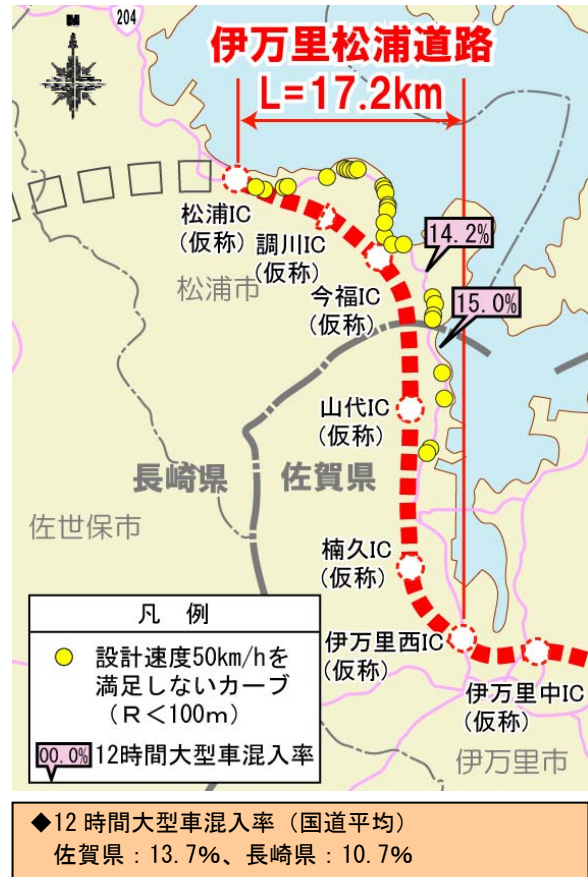 204
伊万里松浦道路
L=17.2km
松浦IC
(仮称)
調川IC
(仮称)
14.2%
松浦市
今福IC
(仮称)
15.0%
山代IC
(仮称)
長崎県
佐賀県
佐世保市
楠久IC
(仮称)
伊万里西IC
(仮称)
伊万里中IC
(仮称)
伊万里市
凡 例
設計速度50km/hを
満足しないカーブ
(R<100m)
00.0% 12時間大型車混入率
◆12 時間大型車混入率(国道平均)
佐賀県:13.7%、長崎県:10.7%